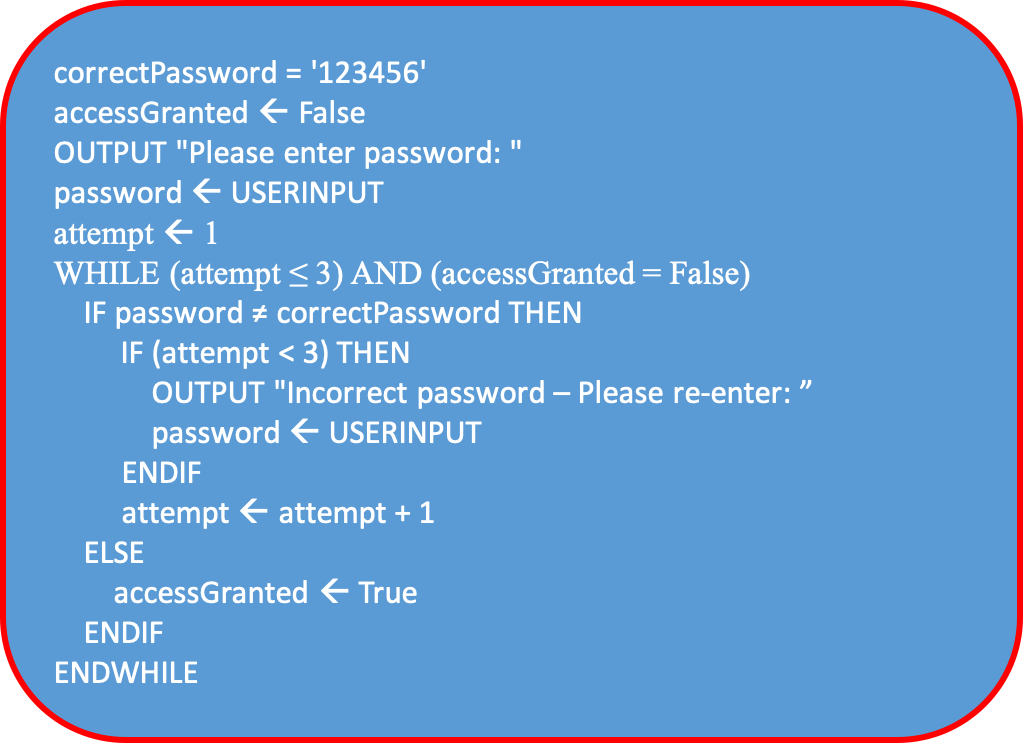 correctPassword = '123456'
accessGranted ← False
OUTPUT "Please enter password: "
password ← USERINPUT
attempt ← 1
WHILE (attempt ≤ 3) AND (accessGranted = False)
IF password ≠ correctPassword THEN
IF (attempt < 3) THEN
OUTPUT "Incorrect password – Please re-enter: ”
password ← USERINPUT
ENDIF
attempt ← attempt + 1
ELSE
accessGranted ← True
ENDIF
ENDWHILE